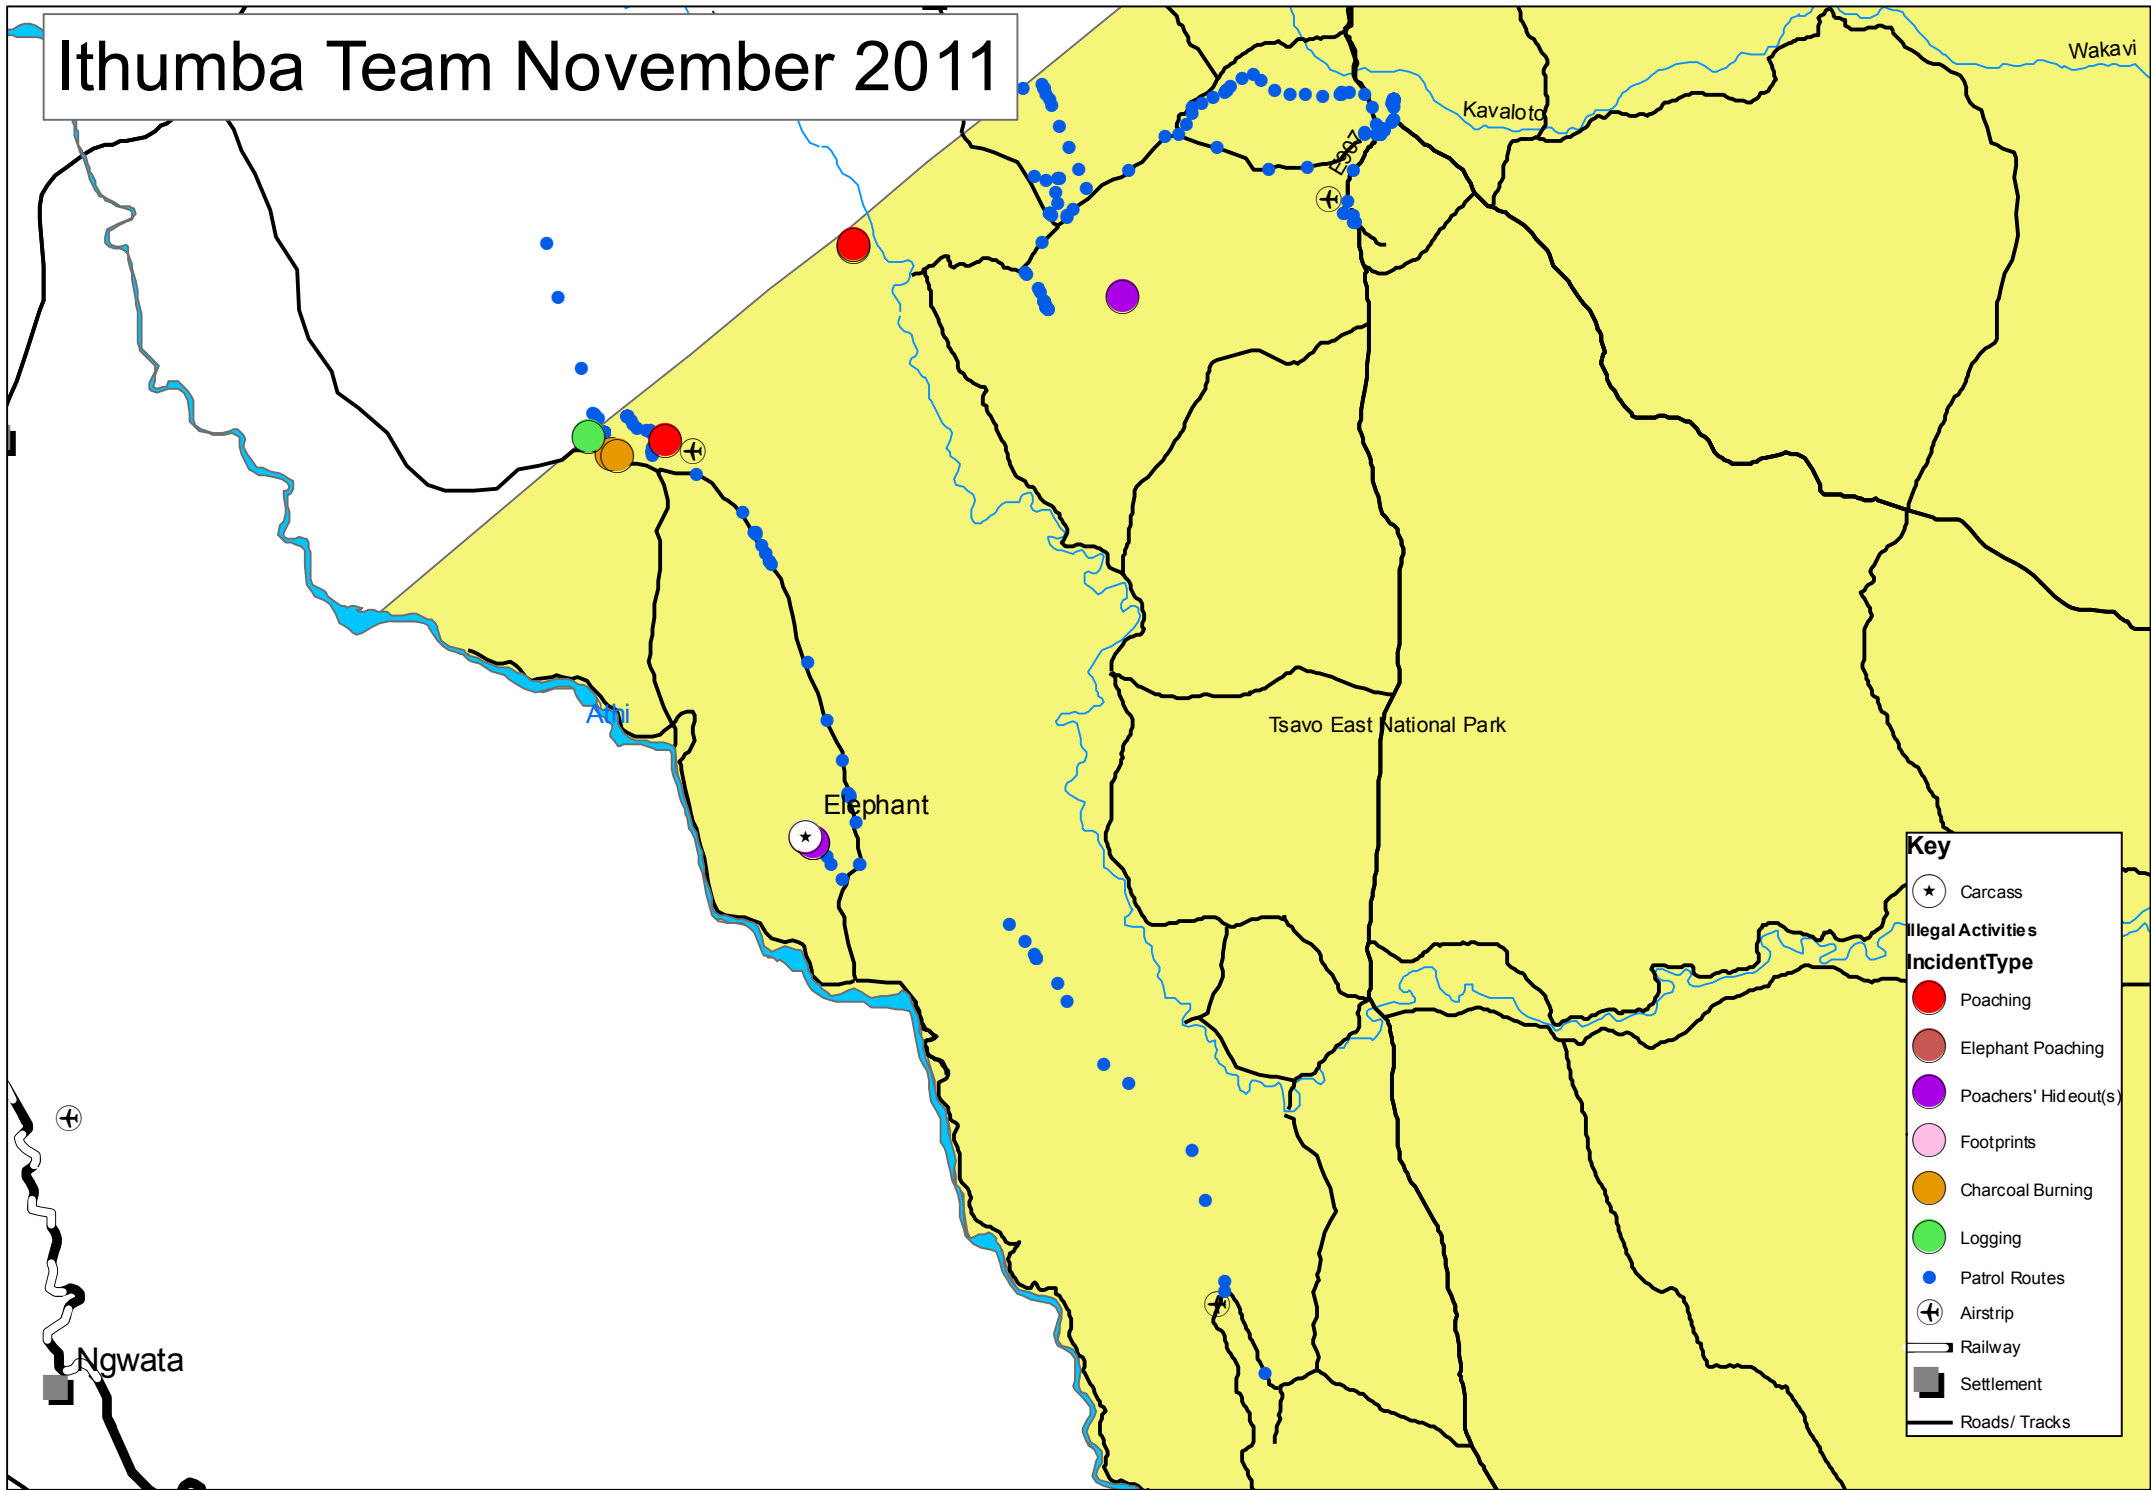 Ithumba Team November 2011
Wakavi
Kavaloto
E907
Athi
Tsavo East National Park
Elephant
Ngwata
Key
Carcass
Illegal Activities
IncidentType
Poaching
Elephant Poaching
Poachers' Hideout(s)
Footprints
Charcoal Burning
Logging
Patrol Routes
Airstrip
Railway
Settlement
Roads/ Tracks